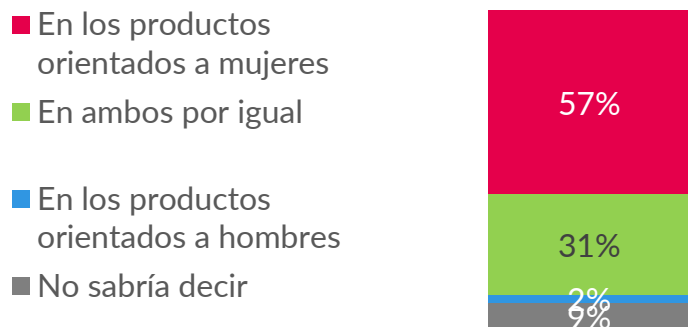 En los productos
orientados a mujeres
En ambos por igual
En los productos
orientados a hombres
No sabría decir
57%
31%
2%
9%